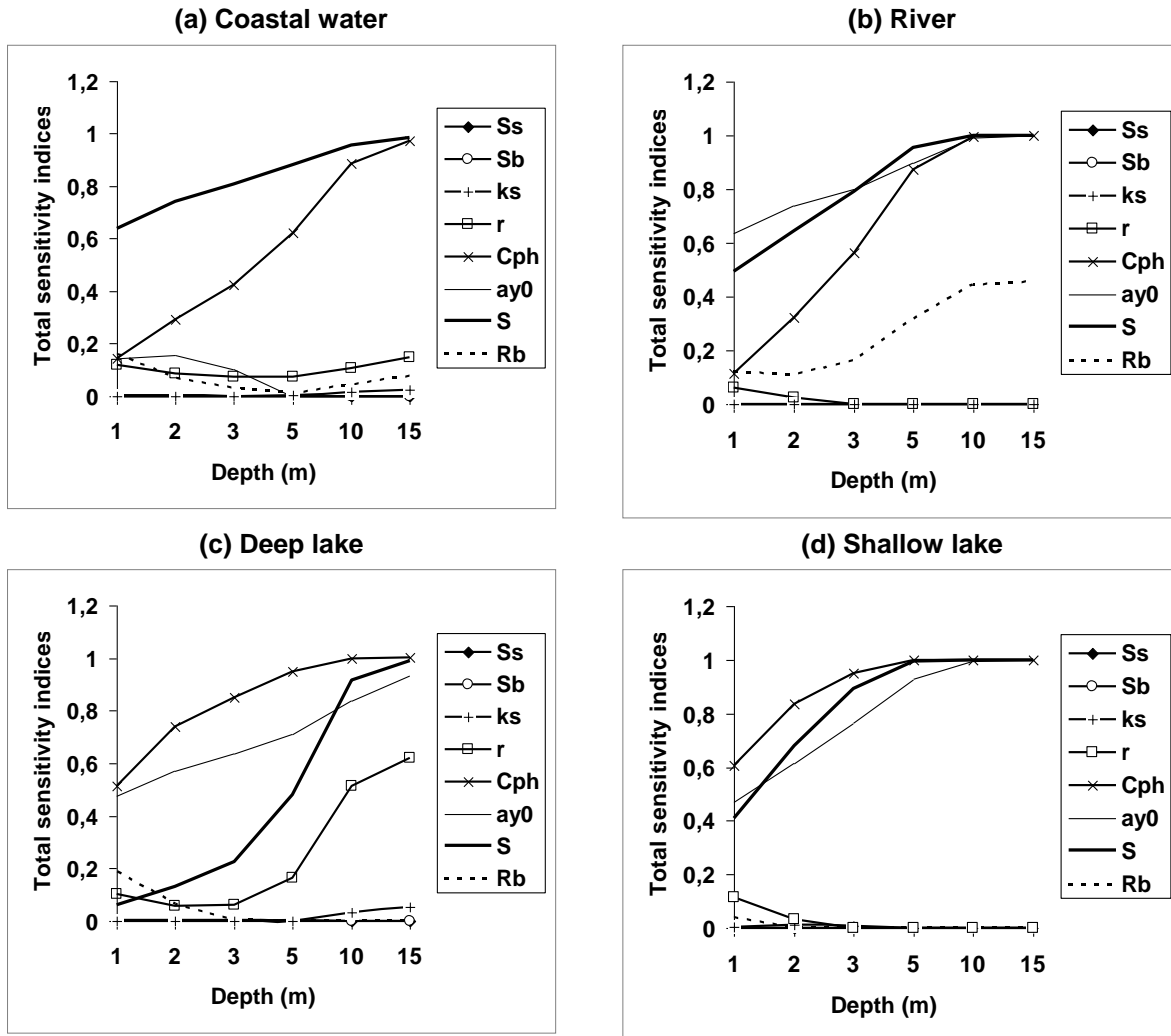 (a) Coastal water
Total sensitivity indices
1,2
1
0,8
0,6
0,4
0,2
0
1 2 3 5 10 15
Depth (m)
Ss
Sb
ks
r
Cph
ay0
S
Rb
(b) River
Total sensitivity indices
1,2
1
0,8
0,6
0,4
0,2
0
1 2 3 5 10 15
Depth (m)
Ss
Sb
ks
r
Cph
ay0
S
Rb
(c) Deep lake
Total sensitivity indices
1,2
1
0,8
0,6
0,4
0,2
0
1 2 3 5 10 15
Depth (m)
Ss
Sb
ks
r
Cph
ay0
S
Rb
(d) Shallow lake
Total sensitivity indices
1,2
1
0,8
0,6
0,4
0,2
0
1 2 3 5 10 15
Depth (m)
Ss
Sb
ks
r
Cph
ay0
S
Rb